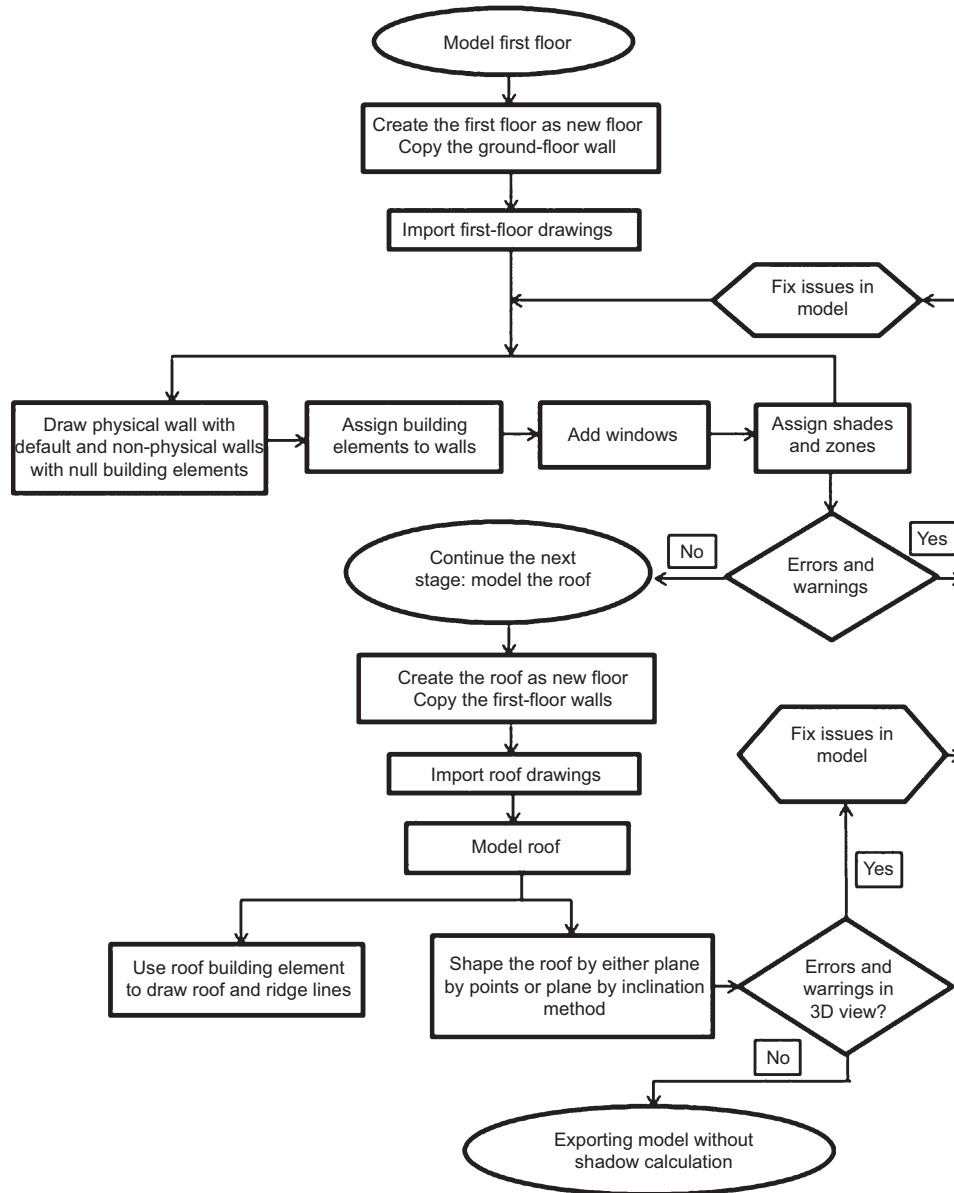 Model first floor
Create the first floor as new floor
Copy the ground-floor wall
Import first-floor drawings
Fix issues in
model
Draw physical wall with
default and non-physical walls
with null building elements
Assign building
elements to walls
Add windows
Assign shades
and zones
No
Yes
Errors and
warnings
Continue the next
stage: model the roof
Create the roof as new floor
Copy the first-floor walls
Import roof drawings
Fix issues in
model
Model roof
Yes
Use roof building element
to draw roof and ridge lines
Shape the roof by either plane
by points or plane by inclination
method
Errors and
warrings in
3D view?
No
Exporting model without
shadow calculation